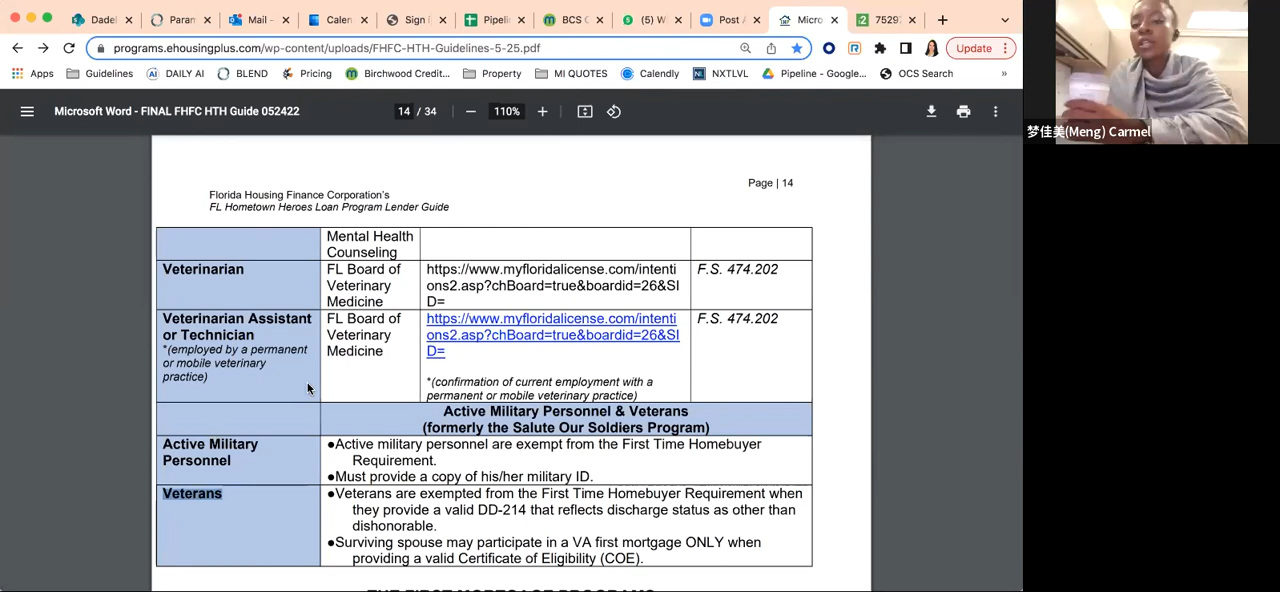 Dadel
Param
Mail -
Calen
Sign i
Pipelin
BCS C
(5) W
Post A
Micro
75297
programs.ehousingplus.com/wp-content/uploads/FHFC-HTH-Guidelines-5-25.pdf
Update
Apps
Guidelines
DAILY AI
BLEND
Pricing
Birchwood Credit...
Property
MI QUOTES
Calendly
NXTLVL
Pipeline - Google...
OCS Search
»
Microsoft Word - FINAL FHFC HTH Guide 052422
14 / 34
110%
梦佳美(Meng) Carmel
Page | 14
Florida Housing Finance Corporation's
FL Hometown Heroes Loan Program Lender Guide
Mental Health
Counseling
Veterinarian
FL Board of
Veterinary
Medicine
https://www.myfloridalicense.com/intenti
ons2.asp?chBoard=true&boardid=26&SI
D=
F.S. 474.202
Veterinarian Assistant
or Technician
*(employed by a permanent
or mobile veterinary
practice)
FL Board of
Veterinary
Medicine
https://www.myfloridalicense.com/intenti
ons2.asp?chBoard=true&boardid=26&SI
D=
*(confirmation of current employment with a
permanent or mobile veterinary practice)
F.S. 474.202
Active Military Personnel & Veterans
(formerly the Salute Our Soldiers Program)
Active Military
Personnel
●Active military personnel are exempt from the First Time Homebuyer
Requirement.
●Must provide a copy of his/her military ID.
Veterans
●Veterans are exempted from the First Time Homebuyer Requirement when
they provide a valid DD-214 that reflects discharge status as other than
dishonorable.
●Surviving spouse may participate in a VA first mortgage ONLY when
providing a valid Certificate of Eligibility (COE).
THE FIRST MORTGAGE PROGRAMS